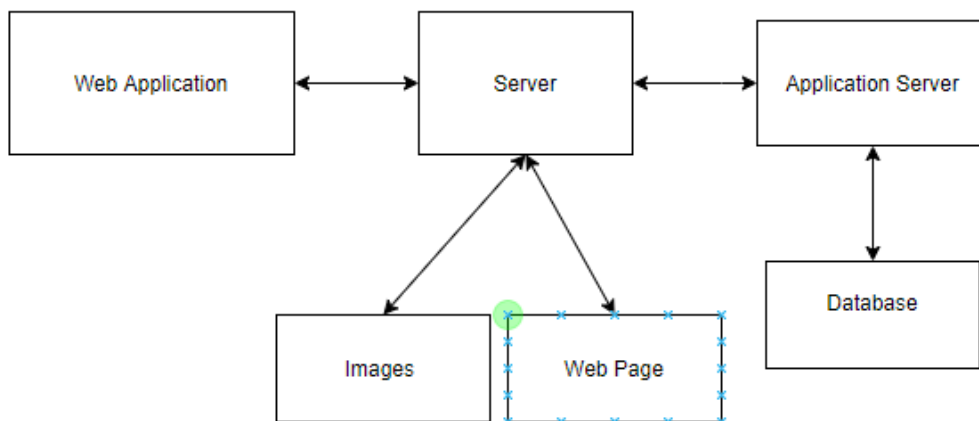 Web Application
Server
Application Server
Database
Images
Web Page